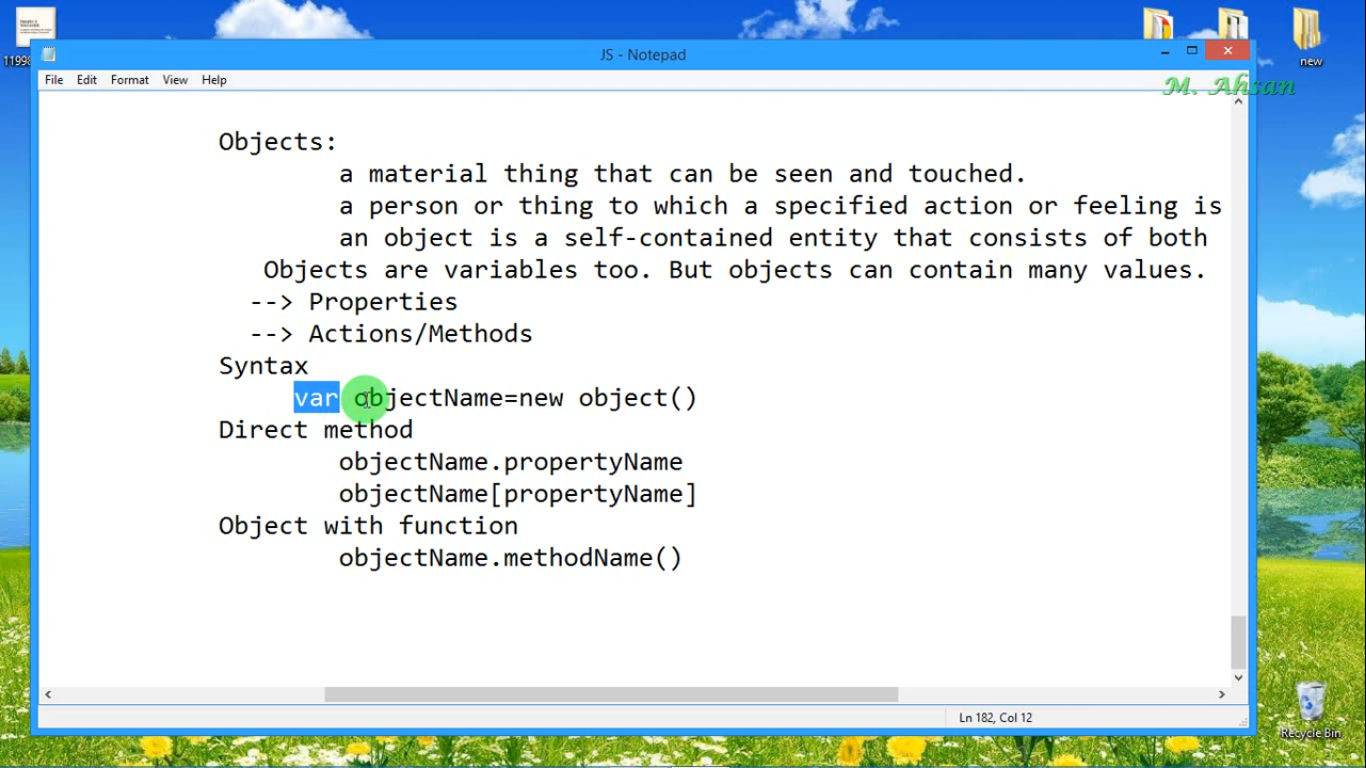 JS - Notepad
new
File Edit Format View Help
M. Ahsan
Objects:
a material thing that can be seen and touched.
a person or thing to which a specified action or feeling is
an object is a self-contained entity that consists of both
Objects are variables too. But objects can contain many values.
--> Properties
--> Actions/Methods
Syntax
var objectName=new object()
Direct method
objectName.propertyName
objectName[propertyName]
Object with function
objectName.methodName()
Ln 182, Col 12
Recycle Bin